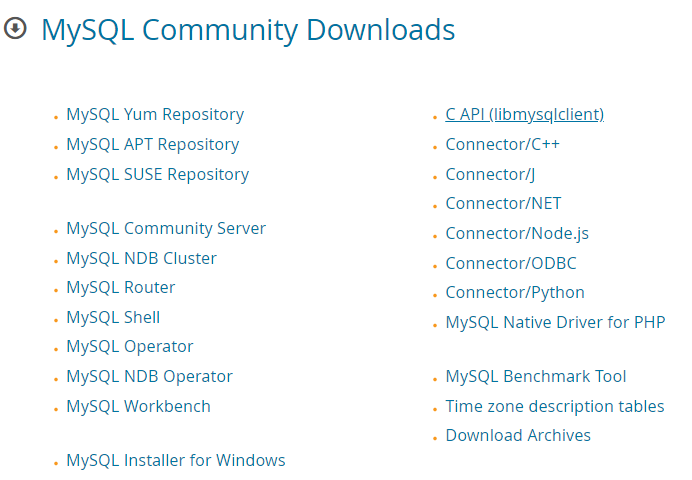 MySQL Community Downloads
MySQL Yum Repository
MySQL APT Repository
MySQL SUSE Repository
MySQL Community Server
MySQL NDB Cluster
MySQL Router
MySQL Shell
MySQL Operator
MySQL NDB Operator
MySQL Workbench
MySQL Installer for Windows
C API (libmysqlclient)
Connector/C++
Connector/J
Connector/NET
Connector/Node.js
Connector/ODBC
Connector/Python
MySQL Native Driver for PHP
MySQL Benchmark Tool
Time zone description tables
Download Archives